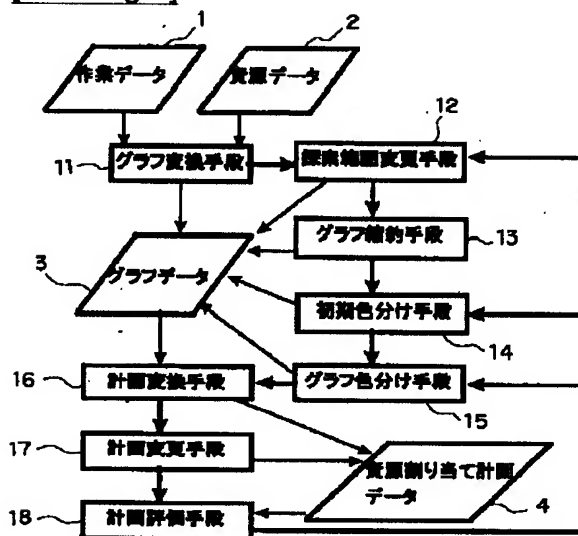 1
2
作業データ
資源データ
12
11
グラフ変換手段
探索範囲変更手段
グラフ縮約手段
13
3
グラフデータ
初期色分け手段
14
16
計画変換手段
グラフ色分け手段
15
17
計画変更手段
資源割り当て計画
データ
4
18
計画評価手段